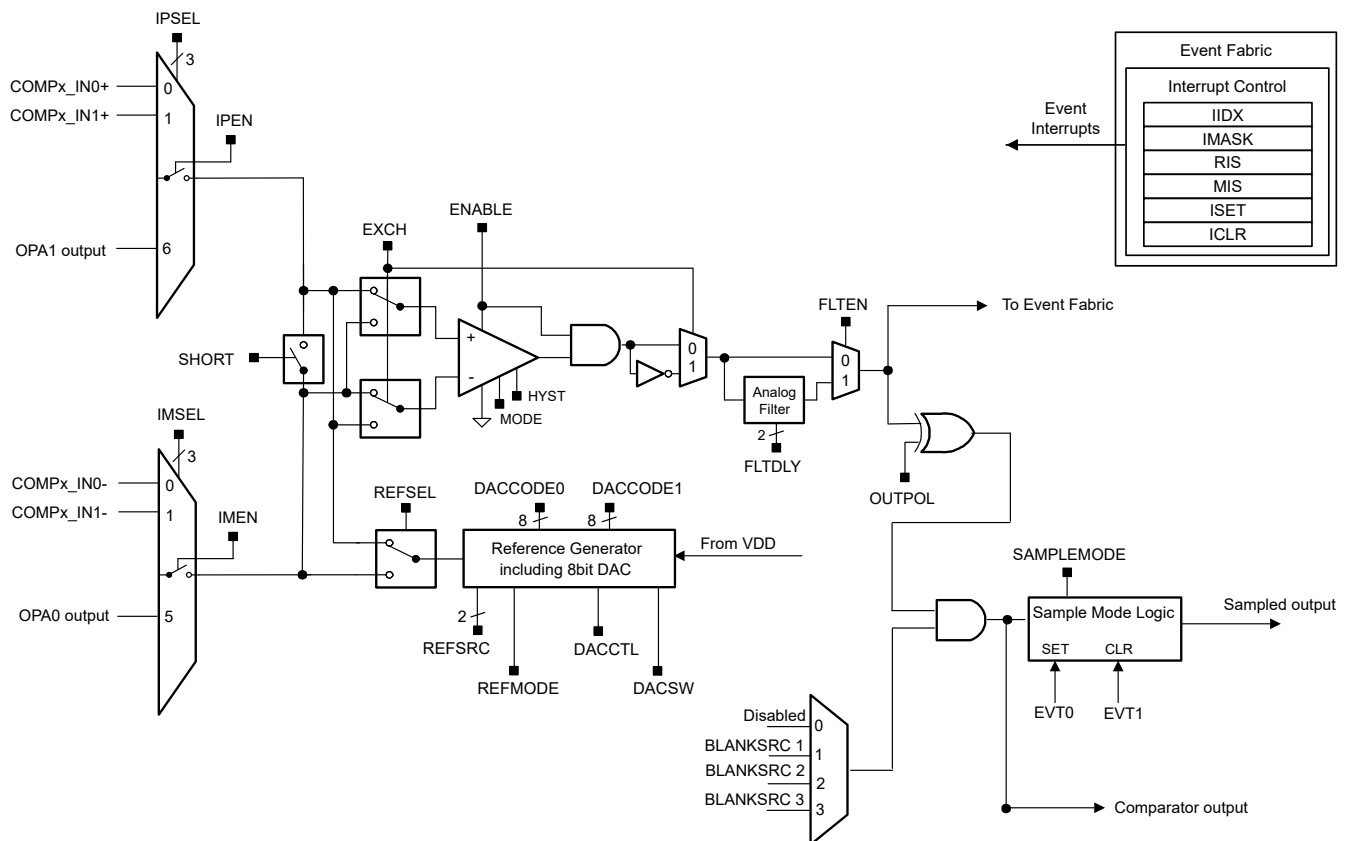 IPSEL
3
COMPx_IN0+
0
COMPx_IN1+
1
IPEN
OPA1 output
6
Event Fabric
Interrupt Control
IIDX
IMASK
RIS
MIS
ISET
ICLR
Event
Interrupts
ENABLE
EXCH
SHORT
+
-
HYST
MODE
0
1
FLTEN
0
1
To Event Fabric
Analog
Filter
2
FLTDLY
OUTPOL
IMSEL
3
COMPx_IN0-
0
COMPx_IN1-
1
IMEN
OPA0 output
5
REFSEL
DACCODE0
DACCODE1
8
8
Reference Generator
including 8bit DAC
From VDD
2
REFSRC
REFMODE
DACCTL
DACSW
SAMPLEMODE
Sample Mode Logic
SET
CLR
EVT0
EVT1
Sampled output
Disabled
0
BLANKSRC 1
1
BLANKSRC 2
2
BLANKSRC 3
3
Comparator output